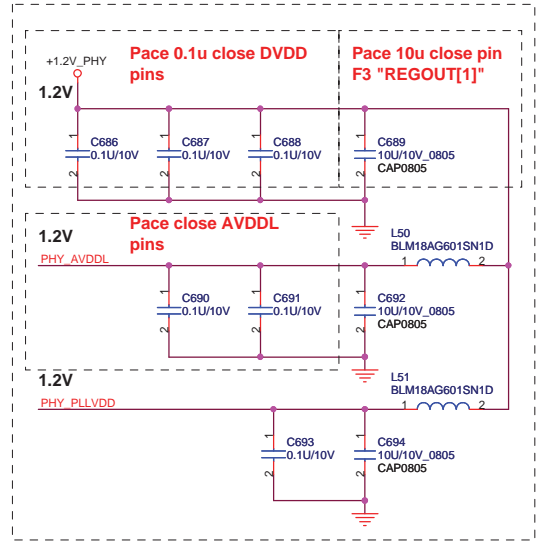 Pace 0.1u close DVDD
pins
Pace 10u close pin
F3 "REGOUT[1]"
+1.2V_PHY
1.2V
1
2
C686
0.1U/10V
1
2
C687
0.1U/10V
1
2
C688
0.1U/10V
1
2
C689
10U/10V_0805
CAP0805
Pace close AVDDL
pins
1.2V
PHY_AVDDL
L50
BLM18AG601SN1D
1
2
1
2
C690
0.1U/10V
1
2
C691
0.1U/10V
1
2
C692
10U/10V_0805
CAP0805
1.2V
PHY_PLLVDD
L51
BLM18AG601SN1D
1
2
1
2
C693
0.1U/10V
1
2
C694
10U/10V_0805
CAP0805